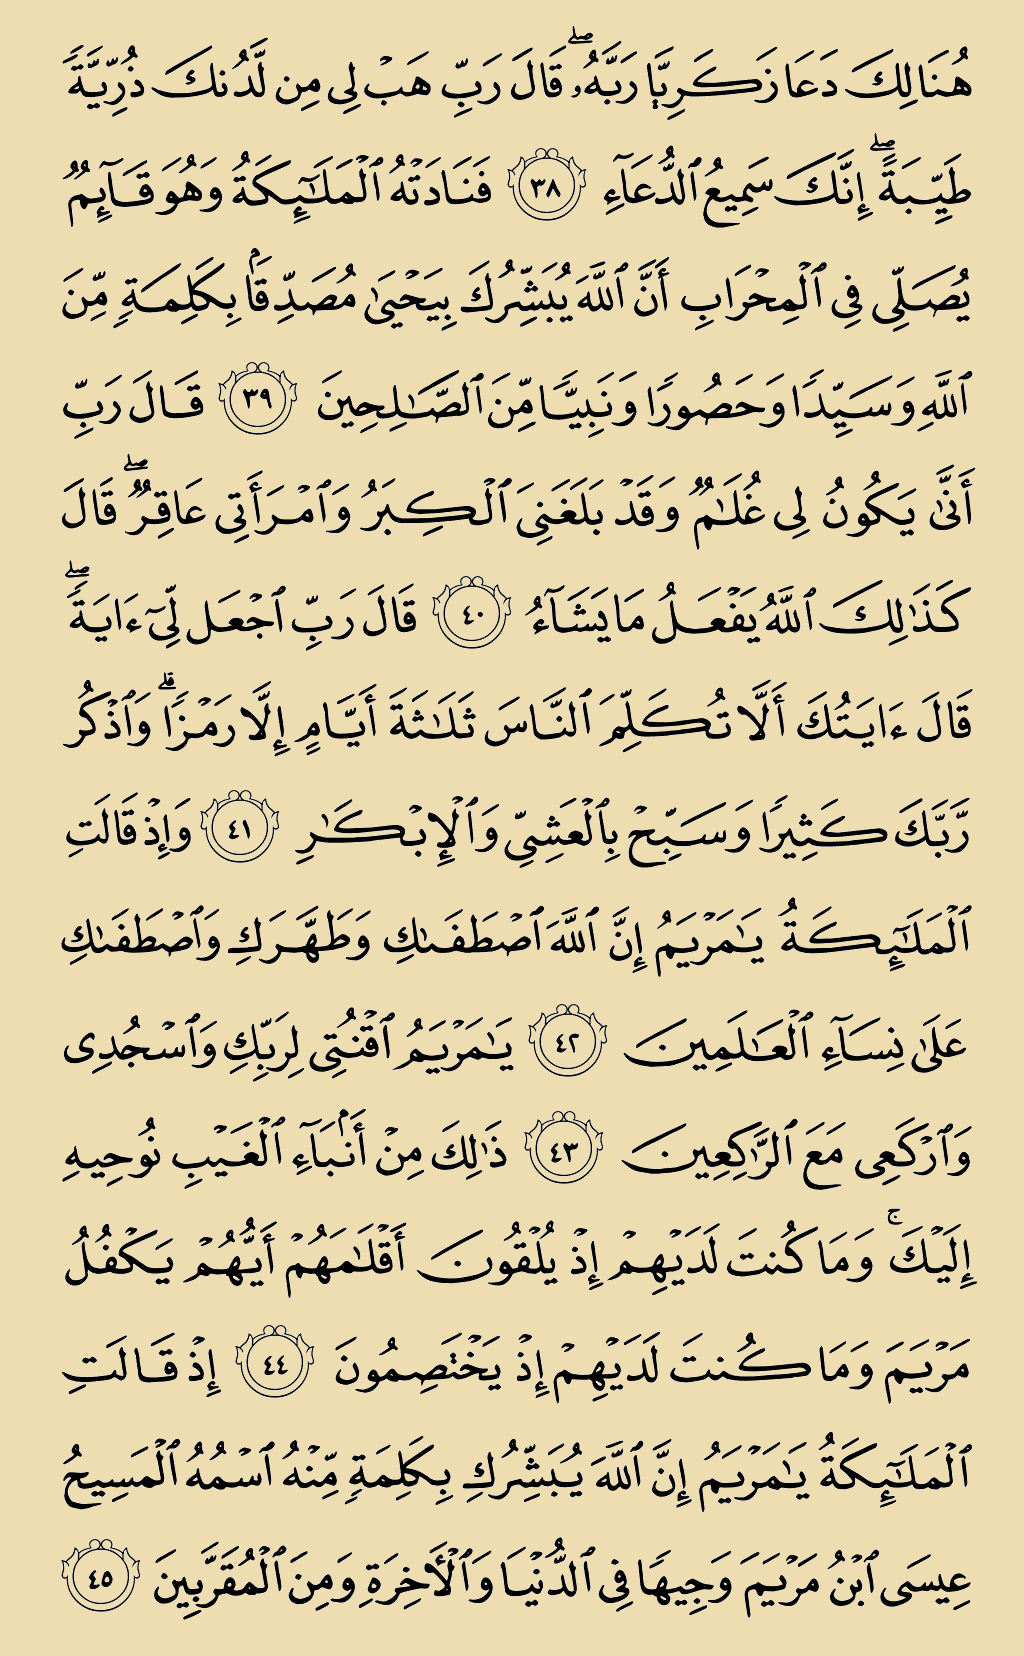 هُنَالِكَ دَعَا زَكَرِيَّا رَبَّهُۥۖ قَالَ رَبِّ هَبْ لِى مِن لَّدُنكَ ذُرِّيَّةً
طَيِّبَةًۖ إِنَّكَ سَمِيعُ ٱلدُّعَآءِ ٣٨ فَنَادَتْهُ ٱلْمَلَٰٓئِكَةُ وَهُوَ قَآئِمٌ
يُصَلِّى فِى ٱلْمِحْرَابِ أَنَّ ٱللَّهَ يُبَشِّرُكَ بِيَحْيَىٰ مُصَدِّقًۢا بِكَلِمَةٍ مِّنَ
ٱللَّهِ وَسَيِّدًا وَحَصُورًا وَنَبِيًّا مِّنَ ٱلصَّٰلِحِينَ ٣٩ قَالَ رَبِّ
أَنَّىٰ يَكُونُ لِى غُلَٰمٌ وَقَدْ بَلَغَنِىَ ٱلْكِبَرُ وَٱمْرَأَتِى عَاقِرٌۖ قَالَ
كَذَٰلِكَ ٱللَّهُ يَفْعَلُ مَا يَشَآءُ ٤٠ قَالَ رَبِّ ٱجْعَل لِّىٓ ءَايَةًۖ
قَالَ ءَايَتُكَ أَلَّا تُكَلِّمَ ٱلنَّاسَ ثَلَٰثَةَ أَيَّامٍ إِلَّا رَمْزًاۗ وَٱذْكُر
رَّبَّكَ كَثِيرًا وَسَبِّحْ بِٱلْعَشِىِّ وَٱلْإِبْكَٰرِ ٤١ وَإِذْ قَالَتِ
ٱلْمَلَٰٓئِكَةُ يَٰمَرْيَمُ إِنَّ ٱللَّهَ ٱصْطَفَىٰكِ وَطَهَّرَكِ وَٱصْطَفَىٰكِ
عَلَىٰ نِسَآءِ ٱلْعَٰلَمِينَ ٤٢ يَٰمَرْيَمُ ٱقْنُتِى لِرَبِّكِ وَٱسْجُدِى
وَٱرْكَعِى مَعَ ٱلرَّٰكِعِينَ ٤٣ ذَٰلِكَ مِنْ أَنۢبَآءِ ٱلْغَيْبِ نُوحِيهِ
إِلَيْكَۚ وَمَا كُنتَ لَدَيْهِمْ إِذْ يُلْقُونَ أَقْلَٰمَهُمْ أَيُّهُمْ يَكْفُلُ
مَرْيَمَ وَمَا كُنتَ لَدَيْهِمْ إِذْ يَخْتَصِمُونَ ٤٤ إِذْ قَالَتِ
ٱلْمَلَٰٓئِكَةُ يَٰمَرْيَمُ إِنَّ ٱللَّهَ يُبَشِّرُكِ بِكَلِمَةٍ مِّنْهُ ٱسْمُهُ ٱلْمَسِيحُ
عِيسَى ٱبْنُ مَرْيَمَ وَجِيهًا فِى ٱلدُّنْيَا وَٱلْأَخِرَةِ وَمِنَ ٱلْمُقَرَّبِينَ ٤٥